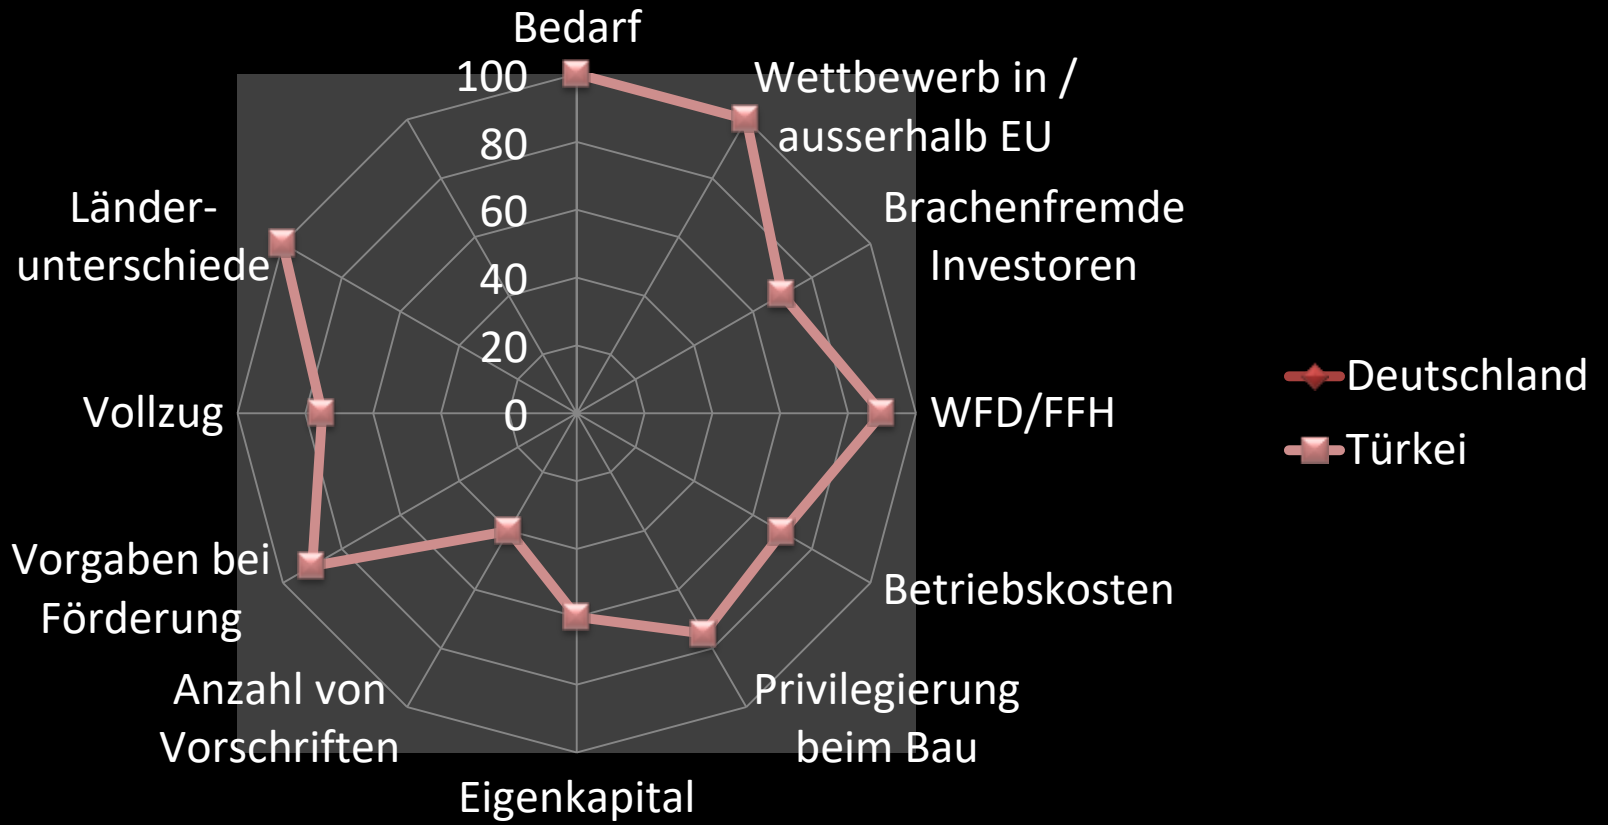 Bedarf
100
80
60
40
20
0
Wettbewerb in /
ausserhalb EU
Brachenfremde
Investoren
WFD/FFH
Betriebskosten
Privilegierung
beim Bau
Eigenkapital
Anzahl von
Vorschriften
Vorgaben bei
Förderung
Vollzug
Länder-
unterschiede
Deutschland
Türkei